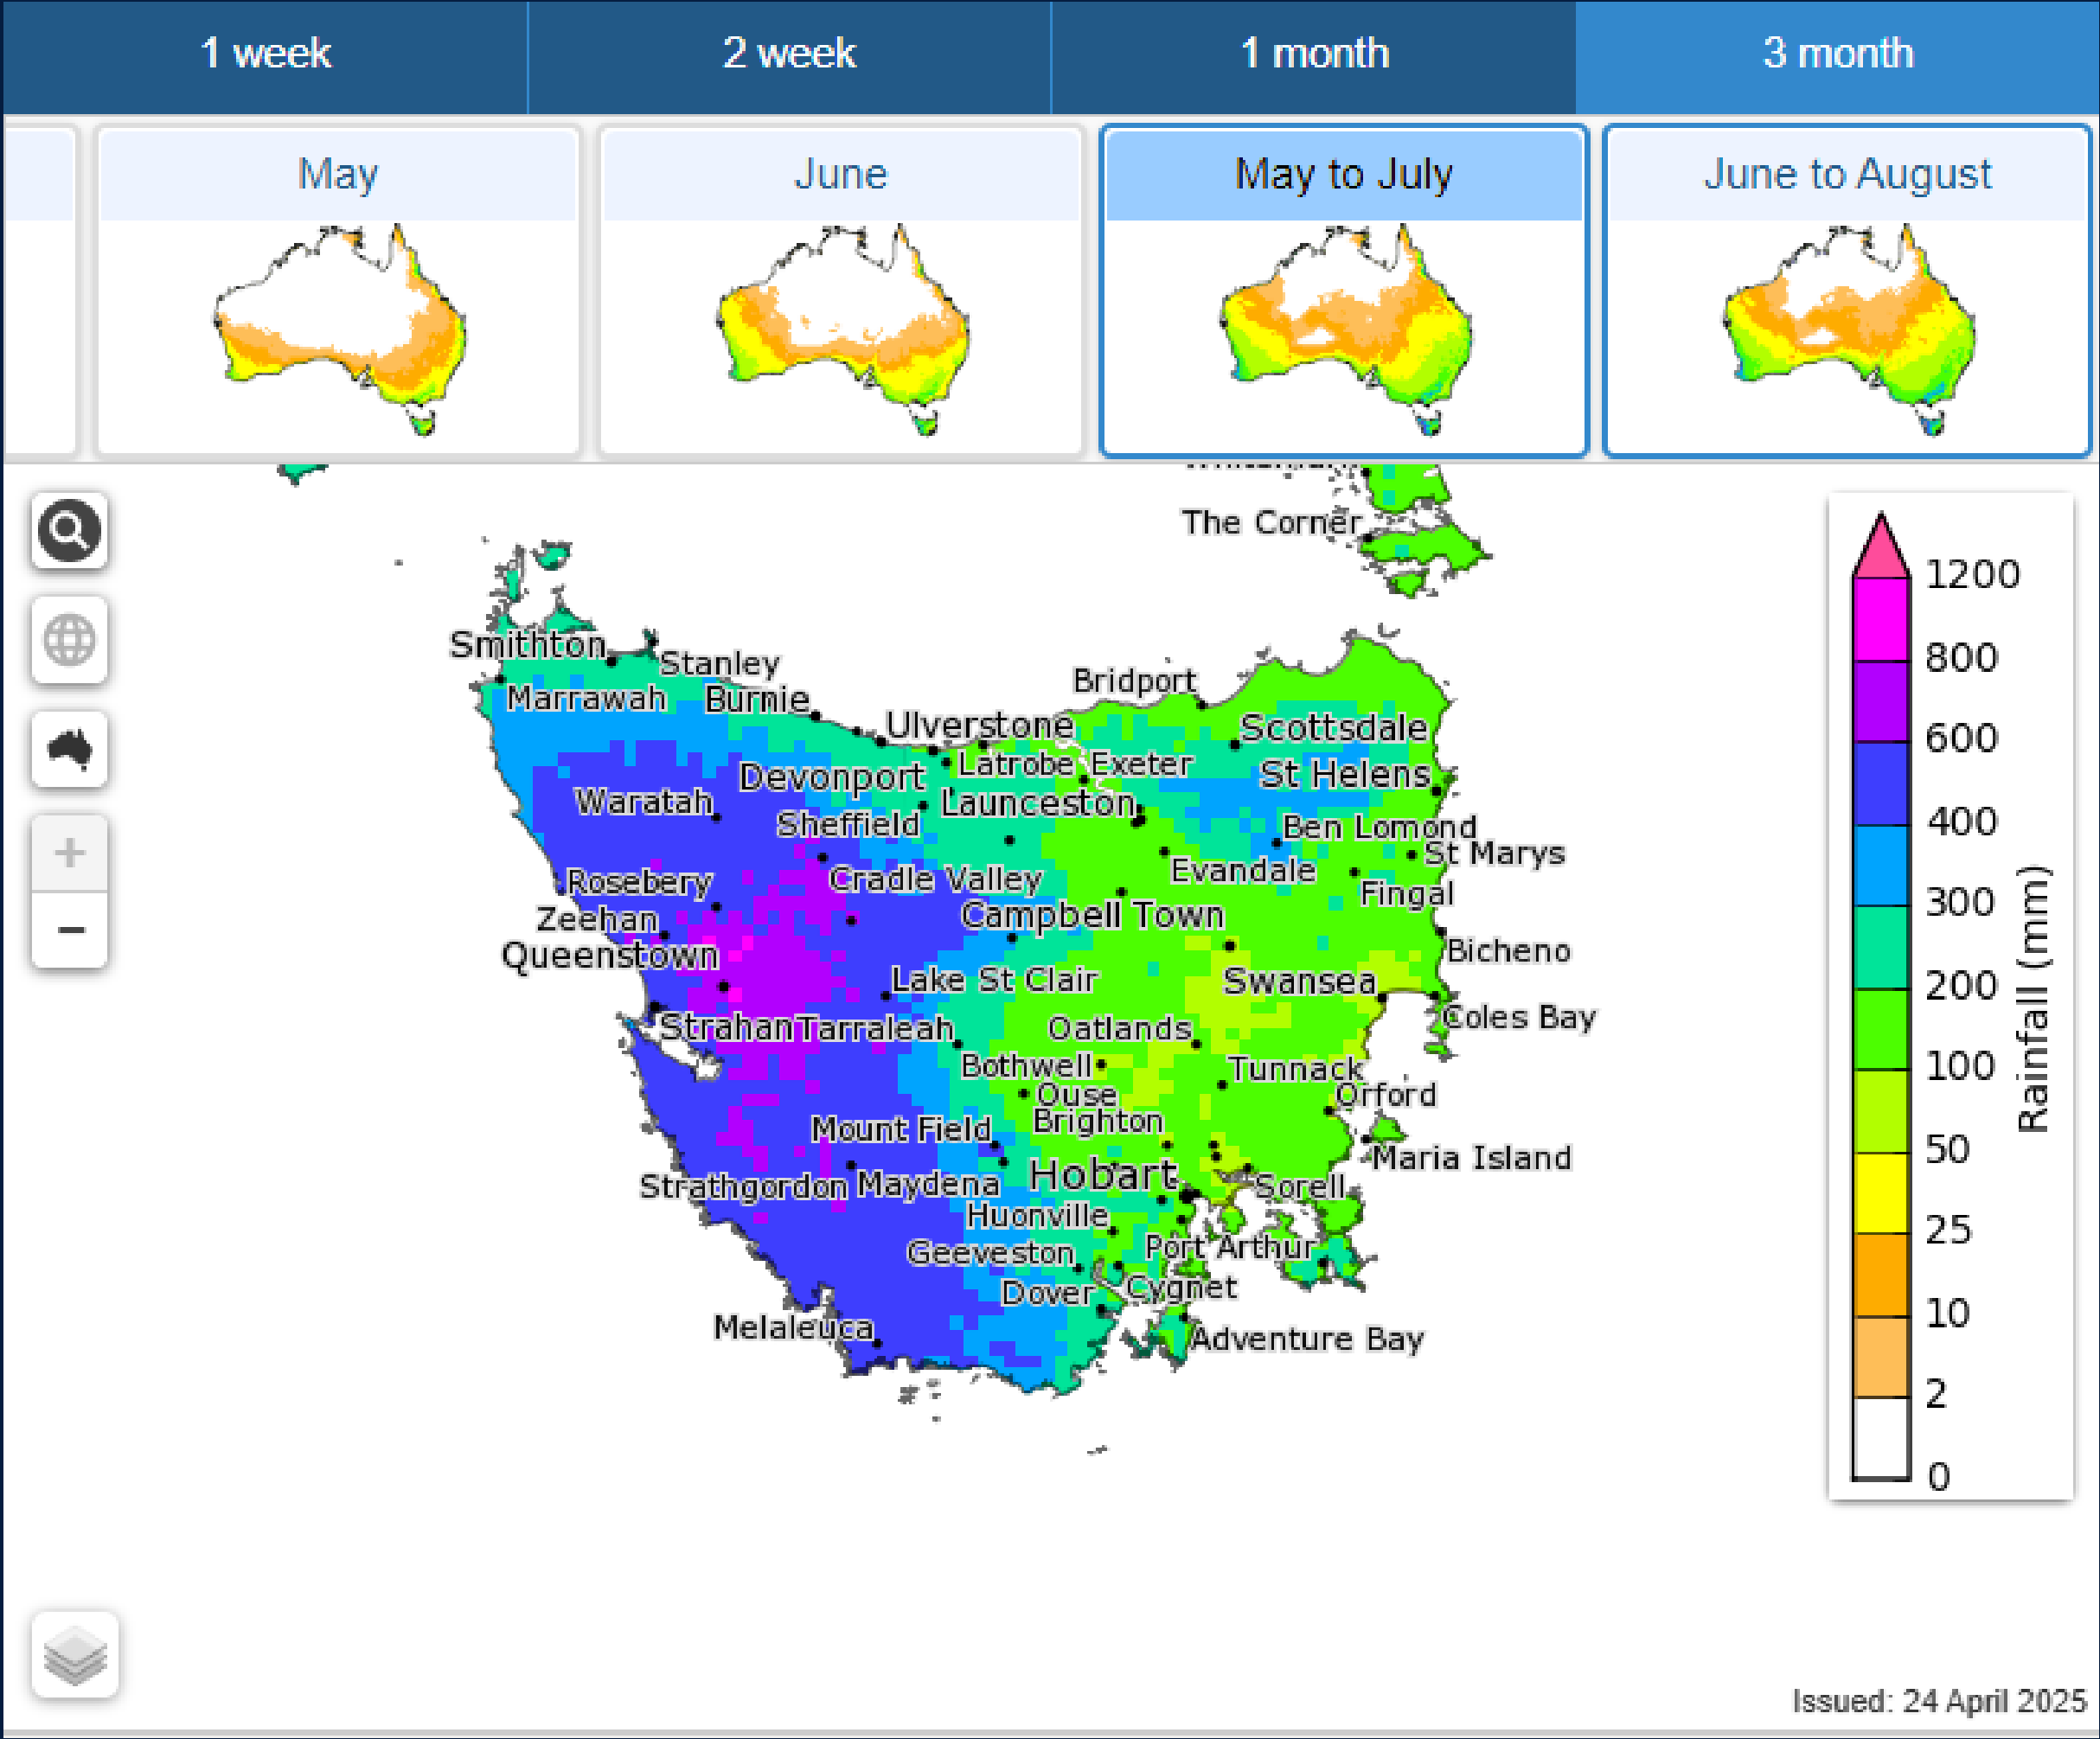 1 week
2 week
1 month
3 month
May
June
May to July
June to August
The Corner
Smithton
Stanley
Marrawah
Burnie
Bridport
Ulverstone
Scottsdale
Devonport
Latrobe
Exeter
St Helens
Waratah
Launceston
Sheffield
Ben Lomond
St Marys
Rosebery
Cradle Valley
Evandale
Fingal
Zeehan
Campbell Town
Queenstown
Bicheno
Lake St Clair
Swansea
Coles Bay
Strahan
Tarraleah
Oatlands
Bothwell
Tunnack
Ouse
Orford
Brighton
Mount Field
Maria Island
Hobart
Strathgordon
Maydena
Sorell
Huonville
Geeveston
Port Arthur
Dover
Cygnet
Melaleuca
Adventure Bay
1200
800
600
400
300
200
100
50
25
10
2
0
Rainfall (mm)
Issued: 24 April 2025